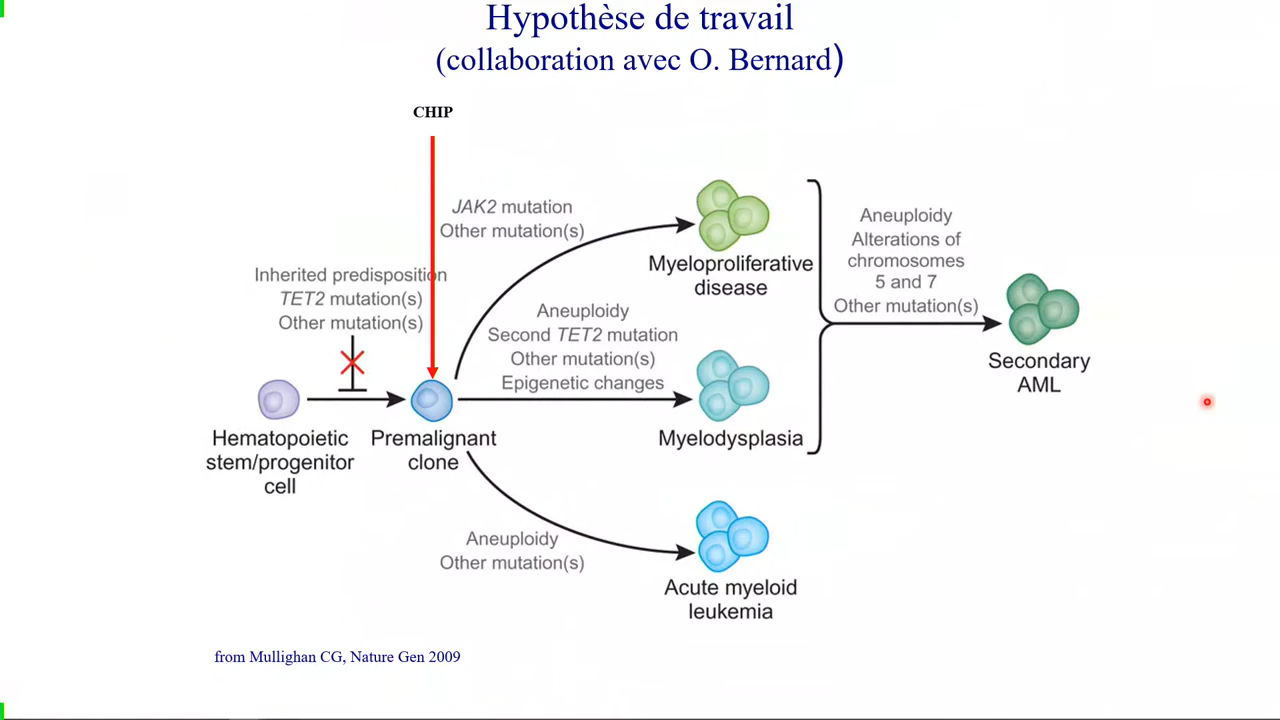 Hypothèse de travail
(collaboration avec O. Bernard)
CHIP
JAK2 mutation
Other mutation(s)
Inherited predisposition
TET2 mutation(s)
Other mutation(s)
Aneuploidy
Second TET2 mutation
Other mutation(s)
Epigenetic changes
Aneuploidy
Other mutation(s)
Hematopoietic
stem/progenitor
cell
Premalignant
clone
Myeloproliferative
disease
Myelodysplasia
Acute myeloid
leukemia
Aneuploidy
Alterations of
chromosomes
5 and 7
Other mutation(s)
Secondary
AML
from Mullighan CG, Nature Gen 2009